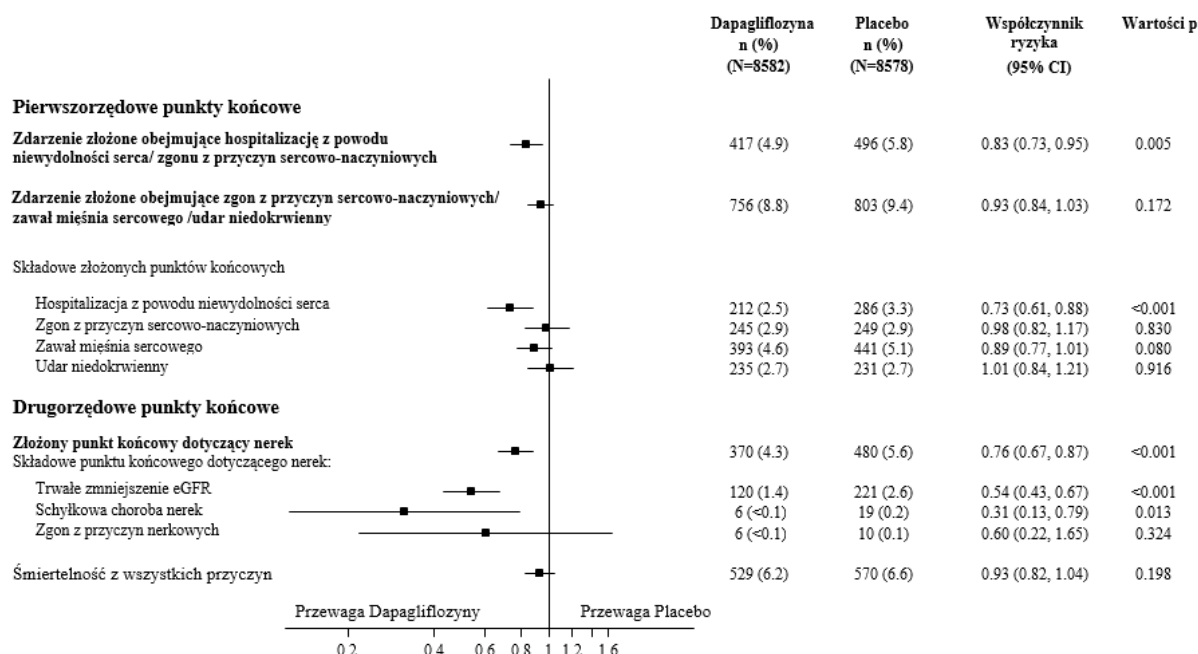 Dapagliflozyna Placebo Współczynnik Wartości p
n (%) n (%) ryzyka
(N=8582) (N=8578) (95% CI)
Pierwszorzędowe punkty końcowe
Zdarzenie złożone obejmujące hospitalizację z powodu
niewydolności serca/ zgonu z przyczyn sercowo-naczyniowych 417 (4.9) 496 (5.8) 0.83 (0.73, 0.95) 0.005
Zdarzenie złożone obejmujące zgon z przyczyn sercowo-naczyniowych/
zawał mięśnia sercowego /udar niedokrwienny 756 (8.8) 803 (9.4) 0.93 (0.84, 1.03) 0.172
Składowe złożonych punktów końcowych
Hospitalizacja z powodu niewydolności serca 212 (2.5) 286 (3.3) 0.73 (0.61, 0.88) <0.001
Zgon z przyczyn sercowo-naczyniowych 245 (2.9) 249 (2.9) 0.98 (0.82, 1.17) 0.830
Zawał mięśnia sercowego 393 (4.6) 441 (5.1) 0.89 (0.77, 1.01) 0.080
Udar niedokrwienny 235 (2.7) 231 (2.7) 1.01 (0.84, 1.21) 0.916
Drugorzędowe punkty końcowe
Złożony punkt końcowy dotyczący nerek 370 (4.3) 480 (5.6) 0.76 (0.67, 0.87) <0.001
Składowe punktu końcowego dotyczącego nerek:
Trwałe zmniejszenie eGFR 120 (1.4) 221 (2.6) 0.54 (0.43, 0.67) <0.001
Schyłkowa choroba nerek 6 (<0.1) 19 (0.2) 0.31 (0.13, 0.79) 0.013
Zgon z przyczyn nerkowych 6 (<0.1) 10 (0.1) 0.60 (0.22, 1.65) 0.324
Śmiertelność z wszystkich przyczyn 529 (6.2) 570 (6.6) 0.93 (0.82, 1.04) 0.198
Przewaga Dapagliflozyny Przewaga Placebo
0.2 0.4 0.6 0.8 1 1.2 1.6